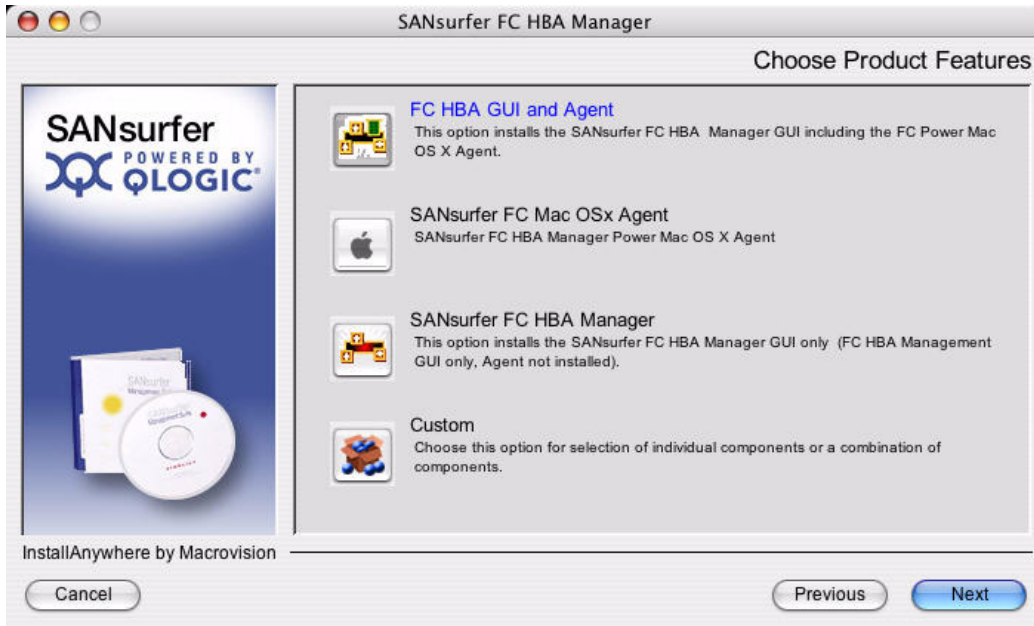 SANsurfer FC HBA Manager
Choose Product Features
SANsurfer
POWERED BY
QLOGIC®
FC HBA GUI and Agent
This option installs the SANsurfer FC HBA Manager GUI including the FC Power Mac
OS X Agent.
SANsurfer FC Mac OSx Agent
SANsurfer FC HBA Manager Power Mac OS X Agent
SANsurfer FC HBA Manager
This option installs the SANsurfer FC HBA Manager GUI only (FC HBA Management
GUI only, Agent not installed).
Custom
Choose this option for selection of individual components or a combination of
components.
SANsurfer
SANsurfer
Management Suite
InstallAnywhere by Macrovision
Cancel
Previous
Next